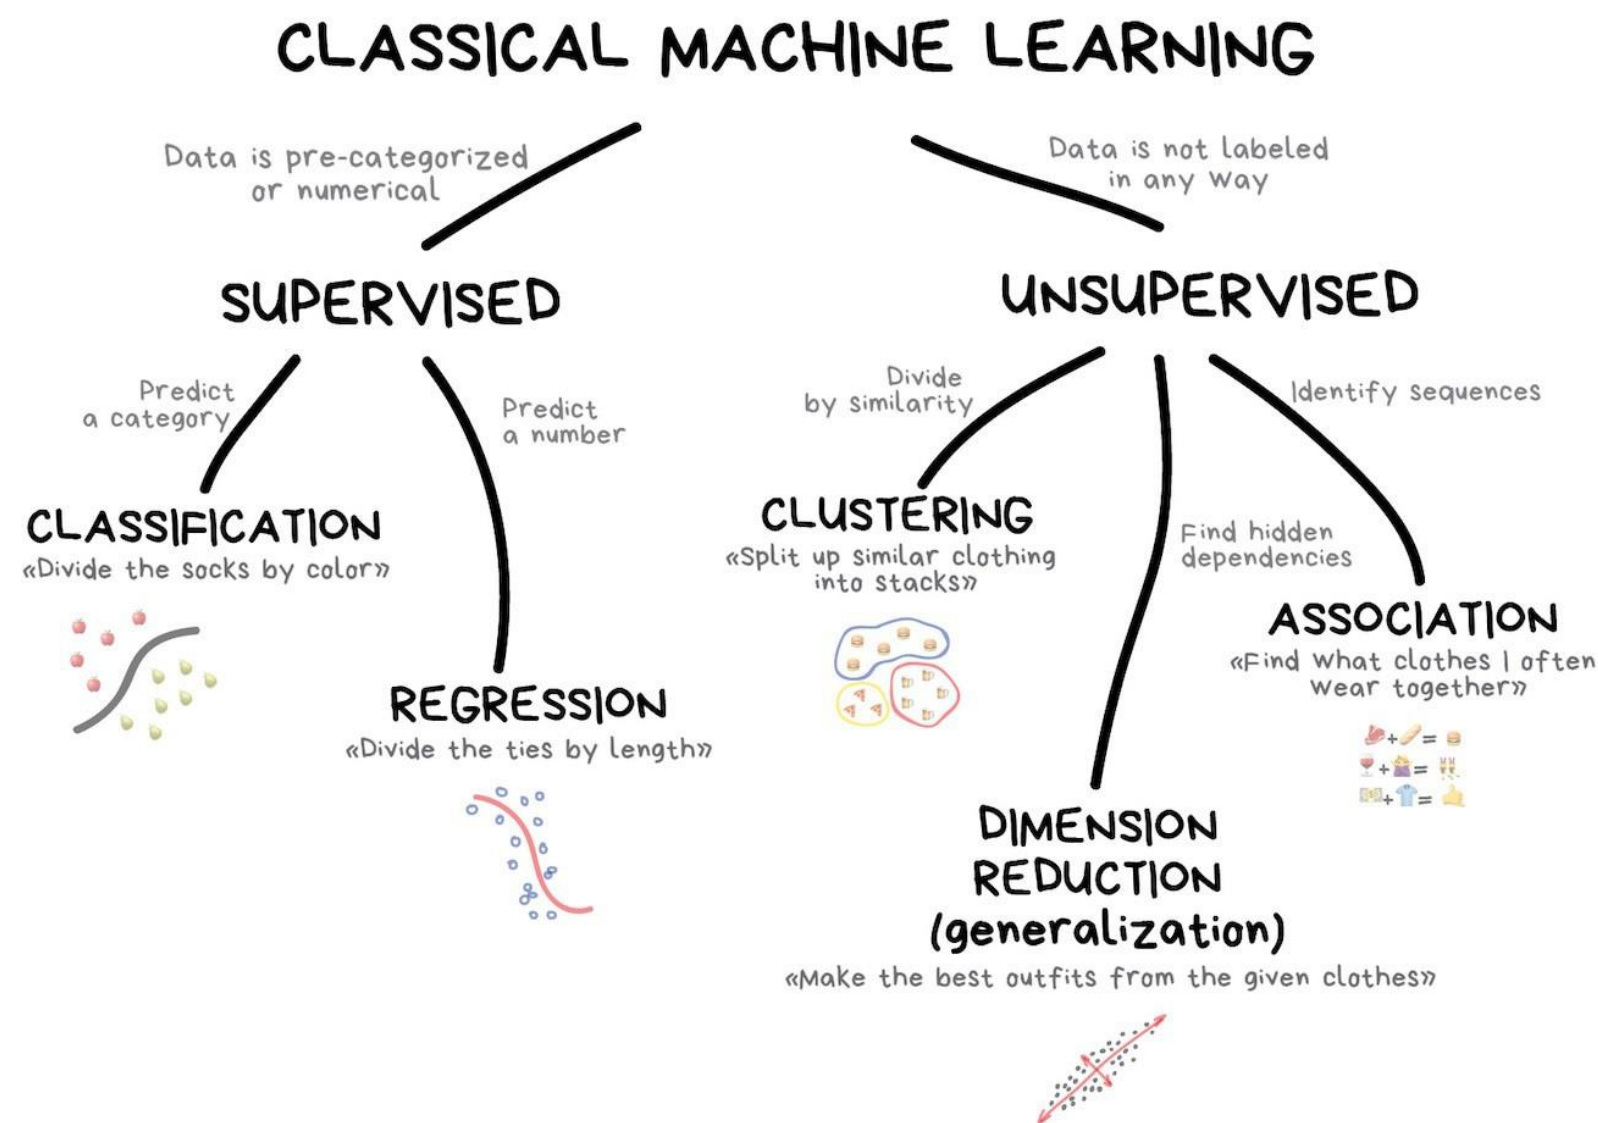 CLASSICAL MACHINE LEARNING
Data is pre-categorized
or numerical
Data is not labeled
in any way
SUPERVISED
UNSUPERVISED
Predict
a category
Predict
a number
Divide
by similarity
Identify sequences
CLASSIFICATION
«Divide the socks by color»
CLUSTERING
«Split up similar clothing
into stacks»
Find hidden
dependencies
ASSOCIATION
«Find what clothes I often
wear together»
REGRESSION
«Divide the ties by length»
+ =
+ =
+ =
DIMENSION
REDUCTION
(generalization)
«Make the best outfits from the given clothes»